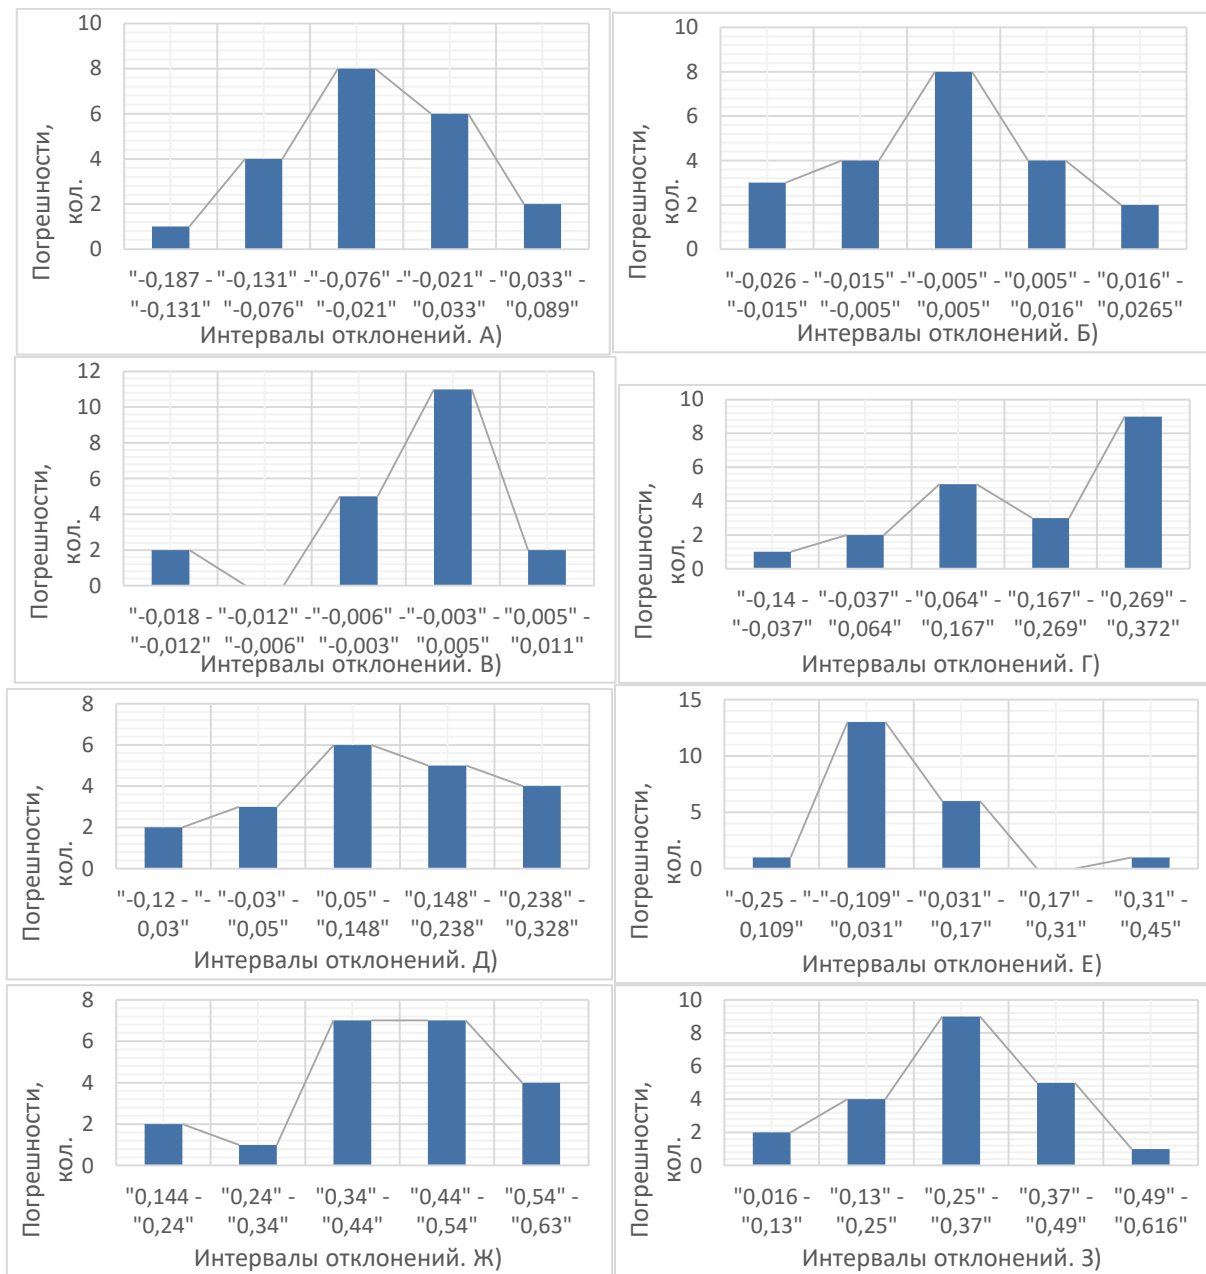 10
8
6
4
2
0
Погрешности,
кол.
"-0,187 - "-0,131" - "-0,076" - "-0,021" - "0,033" -
"-0,131" "-0,076" "-0,021" "0,033" "0,089"
Интервалы отклонений. А)
10
8
6
4
2
0
Погрешности,
кол.
"-0,026 - "-0,015" - "-0,005" - "0,005" - "0,016" -
"-0,015" "-0,005" "0,005" "0,016" "0,0265"
Интервалы отклонений. Б)
12
10
8
6
4
2
0
Погрешности,
кол.
"-0,018 - "-0,012" - "-0,006" - "-0,003" - "0,005" -
"-0,012" "-0,006" "-0,003" "0,005 "0,011"
Интервалы отклонений. В)
10
8
6
4
2
0
Погрешности,
кол.
"-0,14 - "-0,037" - "0,064" - "0,167" - "0,269" -
"-0,037" "0,064" "0,167" "0,269" "0,372"
Интервалы отклонений. Г)
8
6
4
2
0
Погрешности,
кол.
"-0,12 - "- "-0,03" - "0,05" - "0,148" - "0,238" -
0,03" "0,05" "0,148" "0,238" "0,328"
Интервалы отклонений. Д)
15
10
5
0
Погрешности,
кол.
"-0,25 - "- "-0,109" - "0,031" - "0,17" - "0,31" -
0,109" "0,031" "0,17" "0,31" "0,45"
Интервалы отклонений. Е)
8
6
4
2
0
Погрешности,
кол.
"0,144 - "0,24" - "0,34" - "0,44" - "0,54" -
"0,24" "0,34" "0,44" "0,54" "0,63"
Интервалы отклонений. Ж)
10
8
6
4
2
0
Погрешности,
кол.
"0,016 - "0,13" - "0,25" - "0,37" - "0,49" -
"0,13" "0,25" "0,37" "0,49" "0,616"
Интервалы отклонений. З)